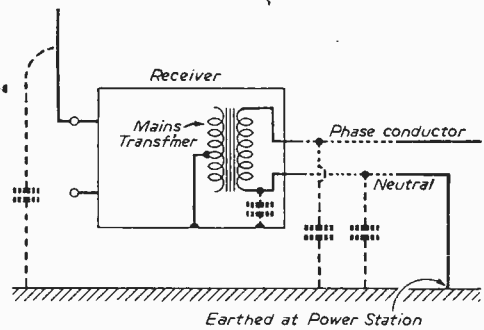 Receiver
Mains
Transf'mer
Phase conductor
Neutral
Earthed at Power Station